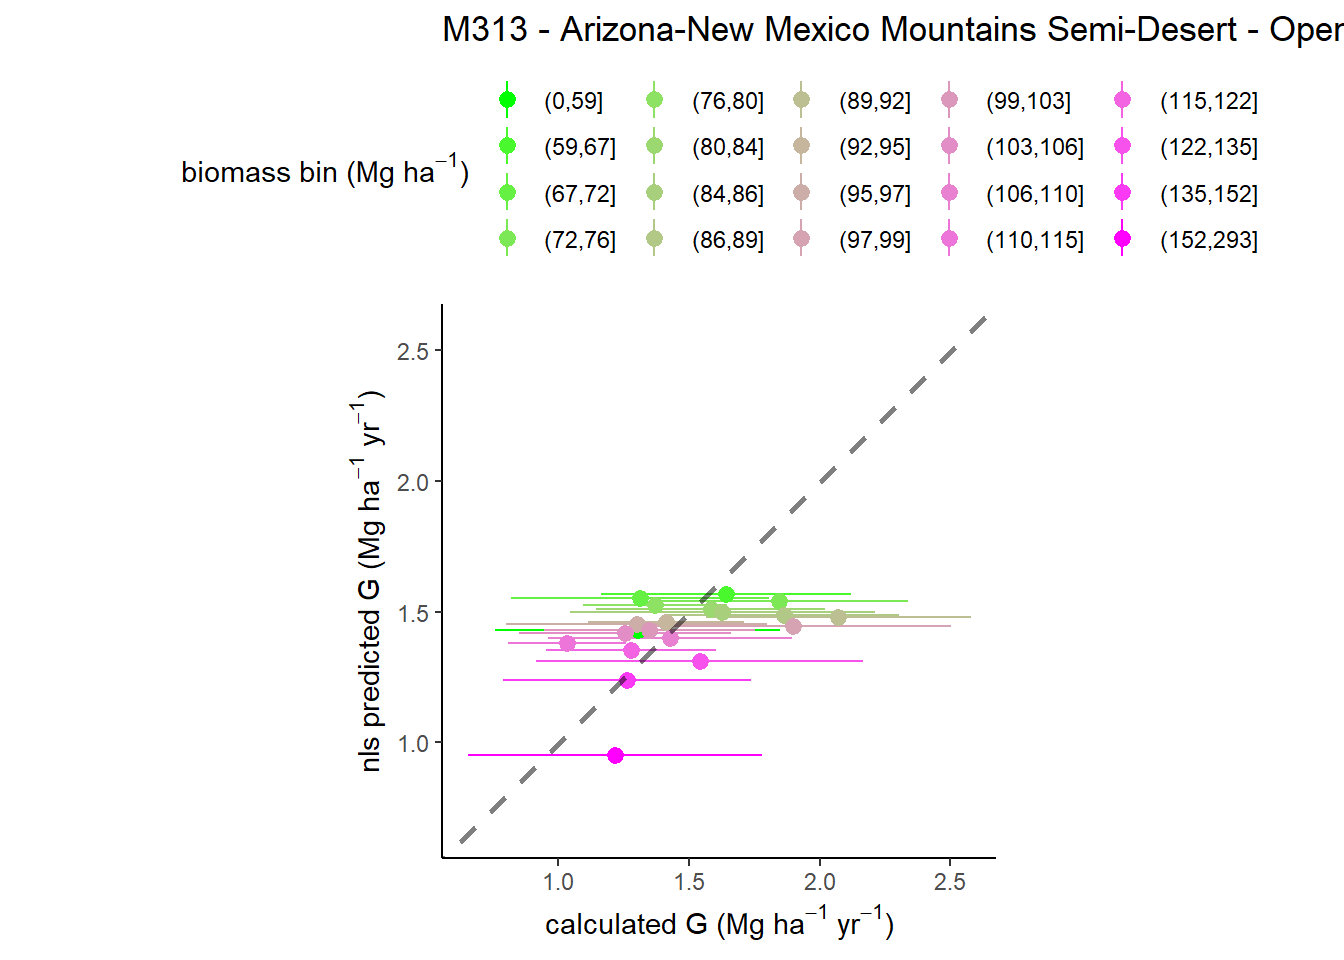 M313 - Arizona-New Mexico Mountains Semi-Desert - Open
biomass bin (Mg ha⁻¹)
(0,59] (76,80] (89,92] (99,103] (115,122]
(59,67] (80,84] (92,95] (103,106] (122,135]
(67,72] (84,86] (95,97] (106,110] (135,152]
(72,76] (86,89] (97,99] (110,115] (152,293]
nls predicted G (Mg ha⁻¹ yr⁻¹)
2.5
2.0
1.5
1.0
1.0 1.5 2.0 2.5
calculated G (Mg ha⁻¹ yr⁻¹)